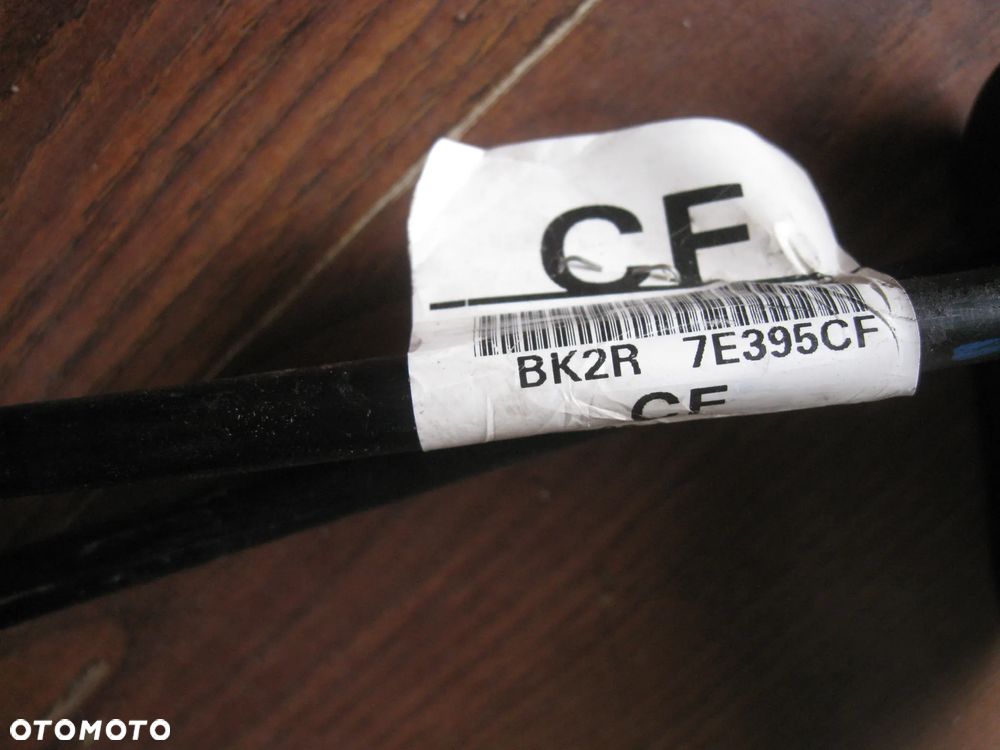 CF
BK2R 7E395CF
CF
OTOMOTO